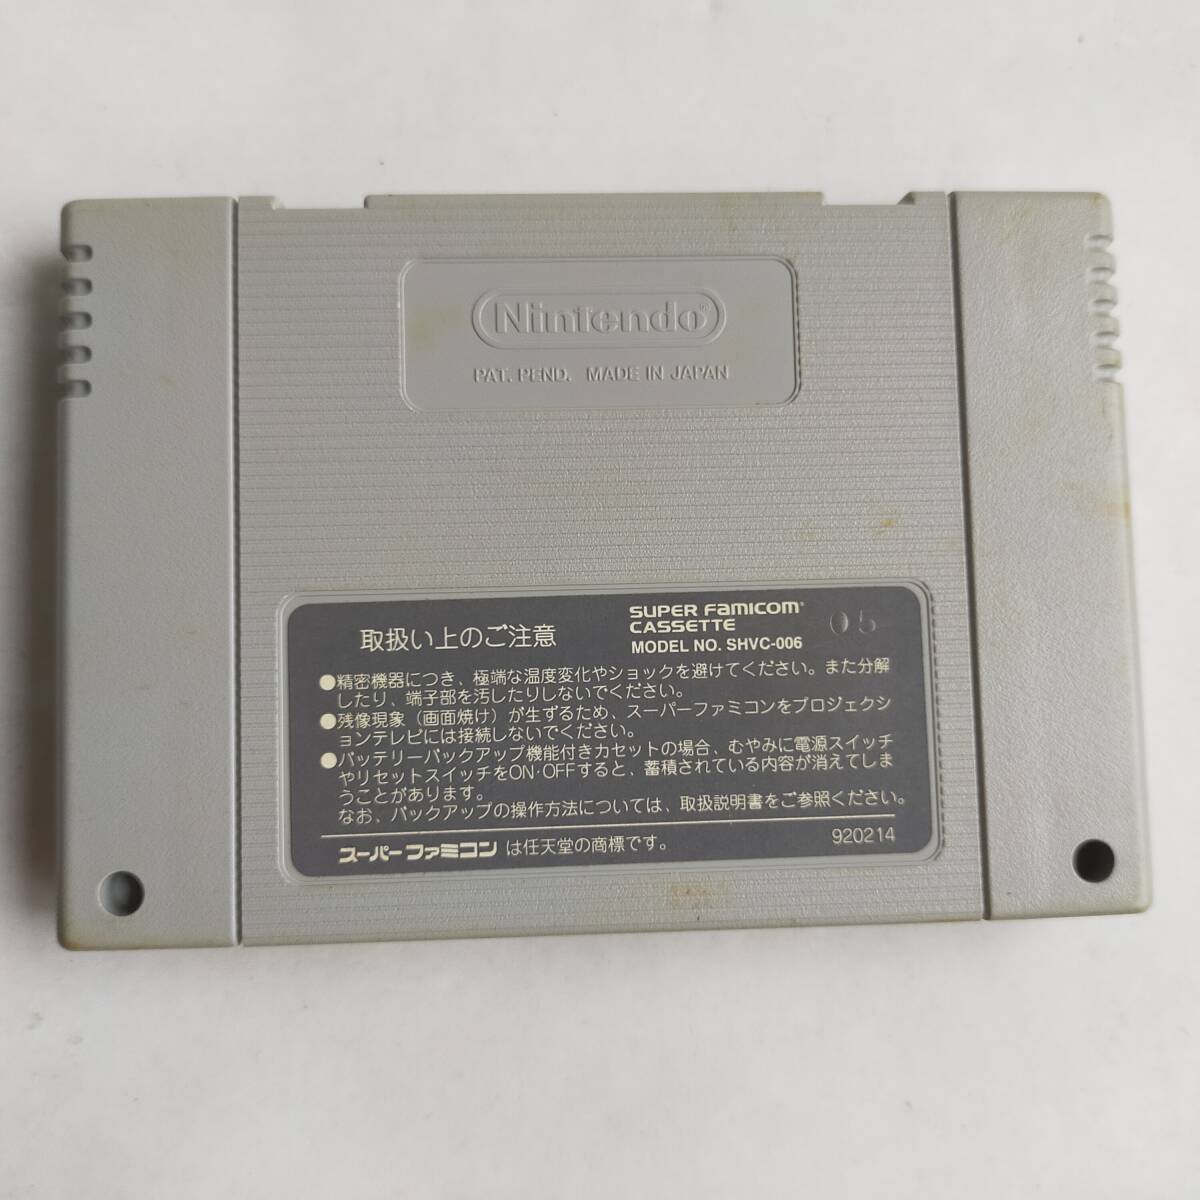 Nintendo®
PAT. PEND. MADE IN JAPAN
取扱い上のご注意
SUPER FAMICOM®
CASSETTE
MODEL NO. SHVC-006
05
●精密機器につき、極端な温度変化やショックを避けてください。また分解
したり、端子部を汚したりしないでください。
●残像現象（画面焼け）が生ずるため、スーパーファミコンをプロジェクシ
ョンテレビには接続しないでください。
●バッテリーバックアップ機能付きカセットの場合、むやみに電源スイッチ
やリセットスイッチをON·OFFすると、蓄積されている内容が消えてしま
うことがあります。
なお、バックアップの操作方法については、取扱説明書をご参照ください。
スーパーファミコン は任天堂の商標です。
920214